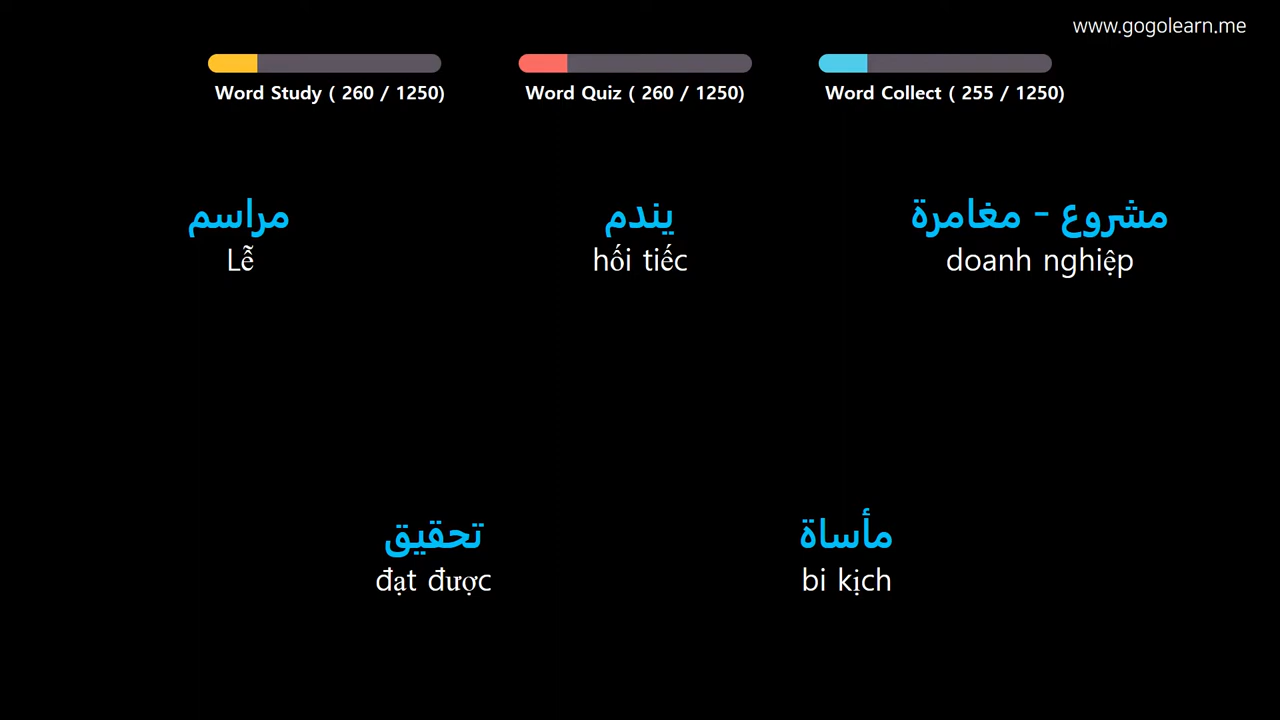 www.gogolearn.me
Word Study ( 260 / 1250)
Word Quiz ( 260 / 1250)
Word Collect ( 255 / 1250)
مراسم
Lễ
يندم
hối tiếc
مشروع - مغامرة
doanh nghiệp
تحقيق
đạt được
مأساة
bi kịch